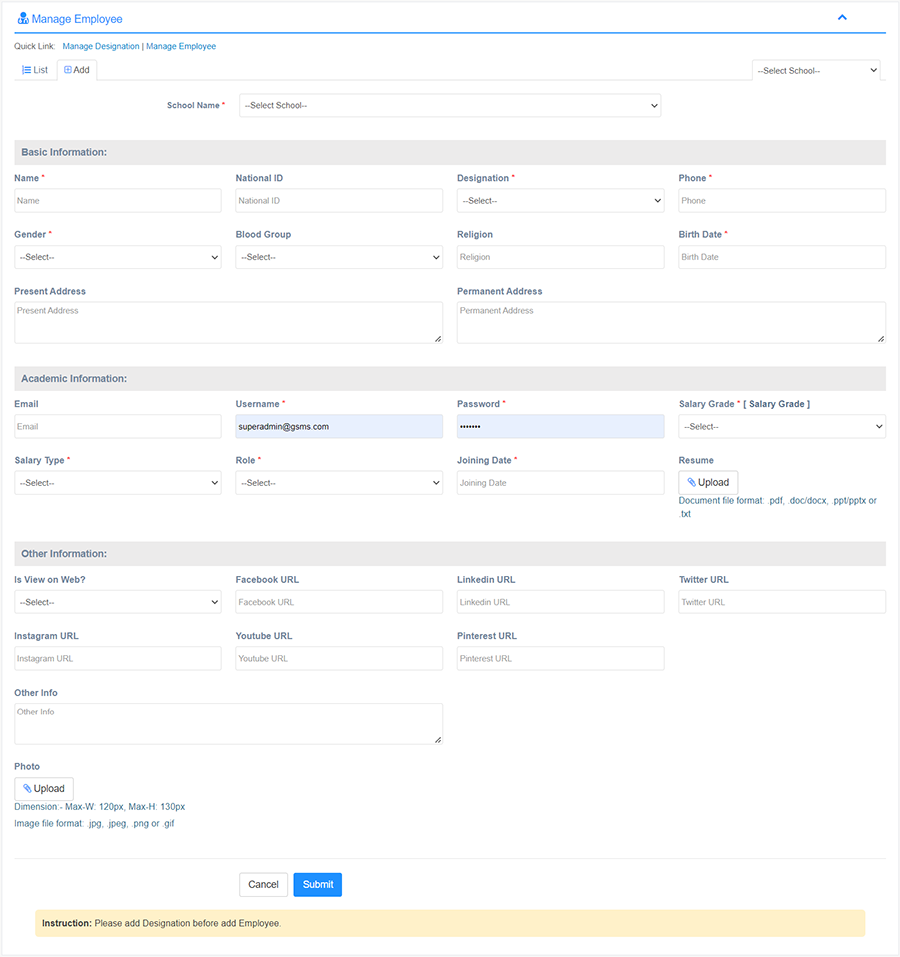 Manage Employee
Quick Link: Manage Designation | Manage Employee
List Add --Select School--
School Name * --Select School--
Basic Information:
Name * National ID Designation * Phone *
Name National ID --Select-- Phone
Gender * Blood Group Religion Birth Date *
--Select-- --Select-- Religion Birth Date
Present Address Permanent Address
Present Address Permanent Address
Academic Information:
Email Username * Password * Salary Grade * [ Salary Grade ]
Email superadmin@gsms.com ••••••• --Select--
Salary Type * Role * Joining Date * Resume
--Select-- --Select-- Joining Date Upload
Document file format: .pdf, .doc/docx, .ppt/pptx or
.txt
Other Information:
Is View on Web? Facebook URL Linkedin URL Twitter URL
--Select-- Facebook URL Linkedin URL Twitter URL
Instagram URL Youtube URL Pinterest URL
Instagram URL Youtube URL Pinterest URL
Other Info
Other Info
Photo
Upload
Dimension:- Max-W: 120px, Max-H: 130px
Image file format: .jpg, .jpeg, .png or .gif
Cancel Submit
Instruction: Please add Designation before add Employee.